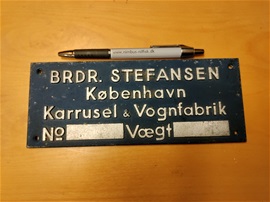 BRDR. STEFANSEN
København
Karrusel & Vognfabrik
No Vægt